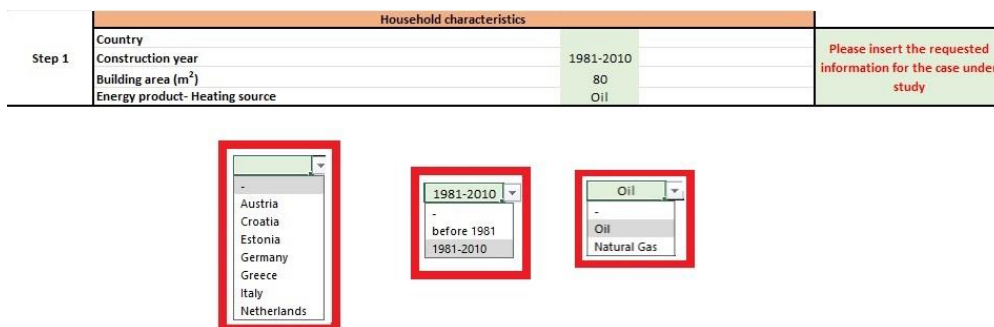 Household characteristics
Step 1
Country
Construction year 1981-2010
Building area (m²) 80
Energy product- Heating source Oil
Please insert the requested
information for the case under
study
-
Austria
Croatia
Estonia
Germany
Greece
Italy
Netherlands
1981-2010
-
before 1981
1981-2010
Oil
-
Oil
Natural Gas